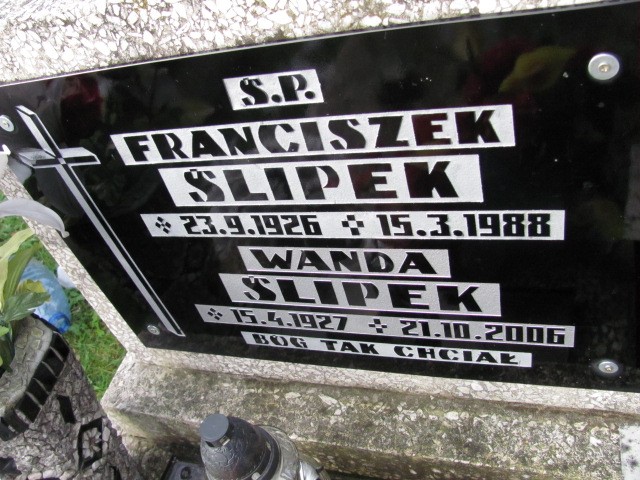 Ś.P.
FRANCISZEK
ŚLIPEK
23.9.1926 ✣ 15.3.1988
WANDA
ŚLIPEK
15.4.1927 ✣ 21.10.2006
BÓG TAK CHCIAŁ